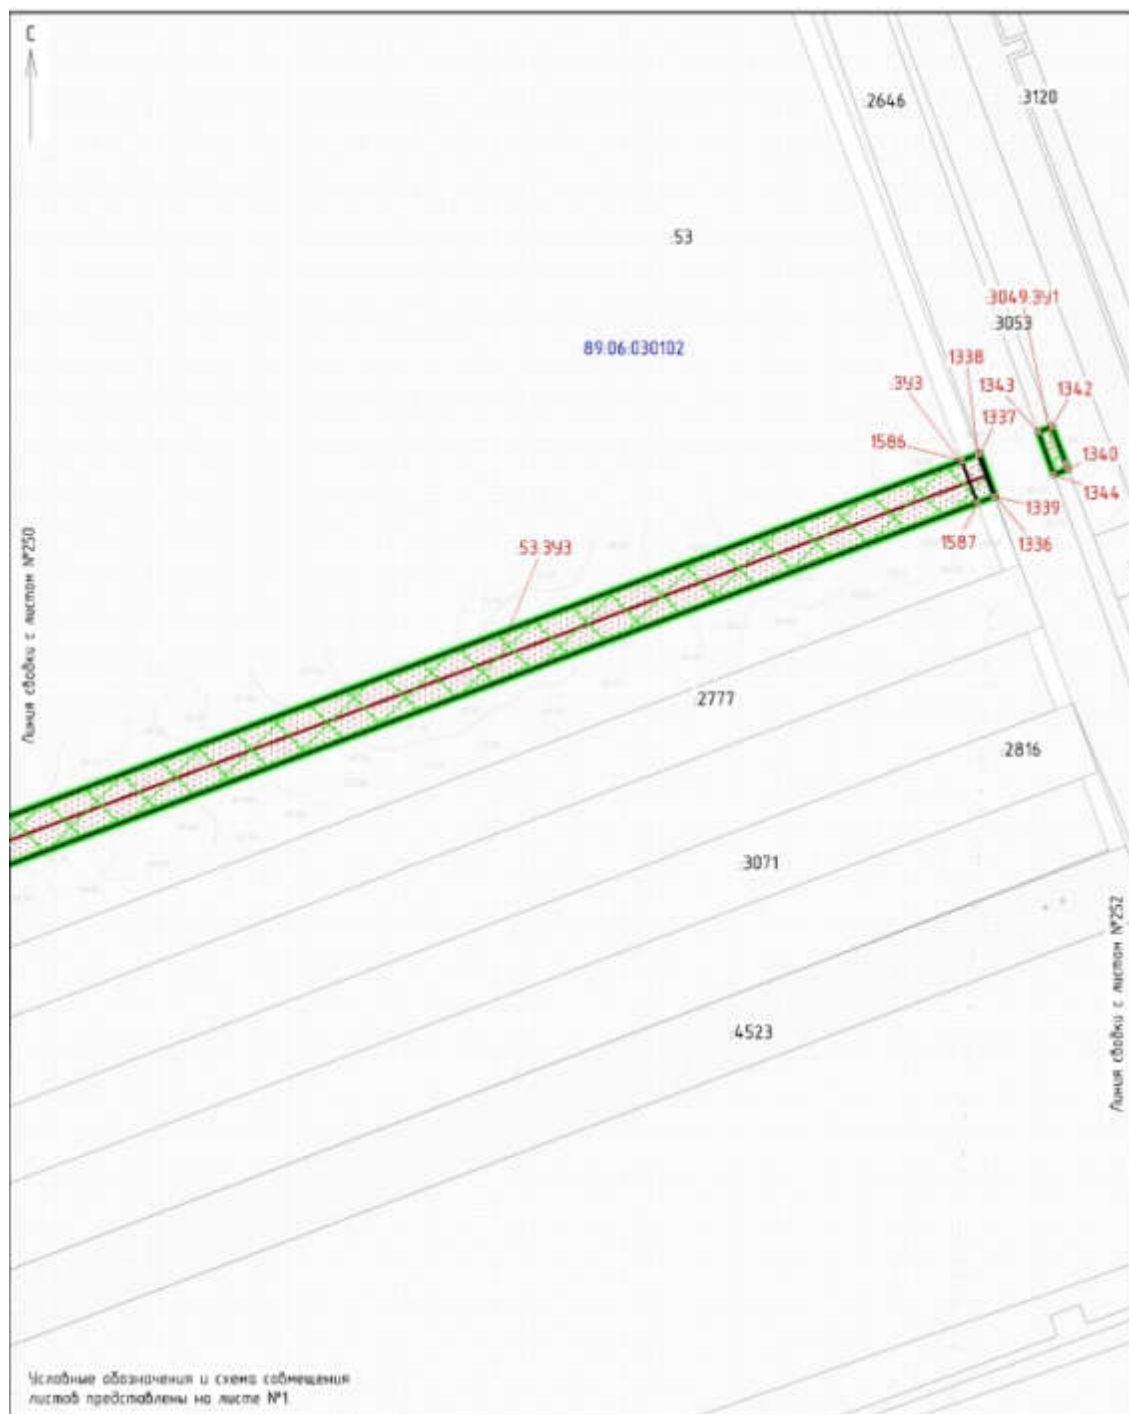 С
:2646
:3120
:53
:3049:ЗУ1
:3053
89:06:030102
1338
:ЗУ3
1343
1342
1337
1586
1340
1344
1339
1587
1336
:53:ЗУ3
Линия сводки с листом №250
:2777
:2816
:3071
Линия сводки с листом №252
:4523
Условные обозначения и схема совмещения
листов представлены на листе №1